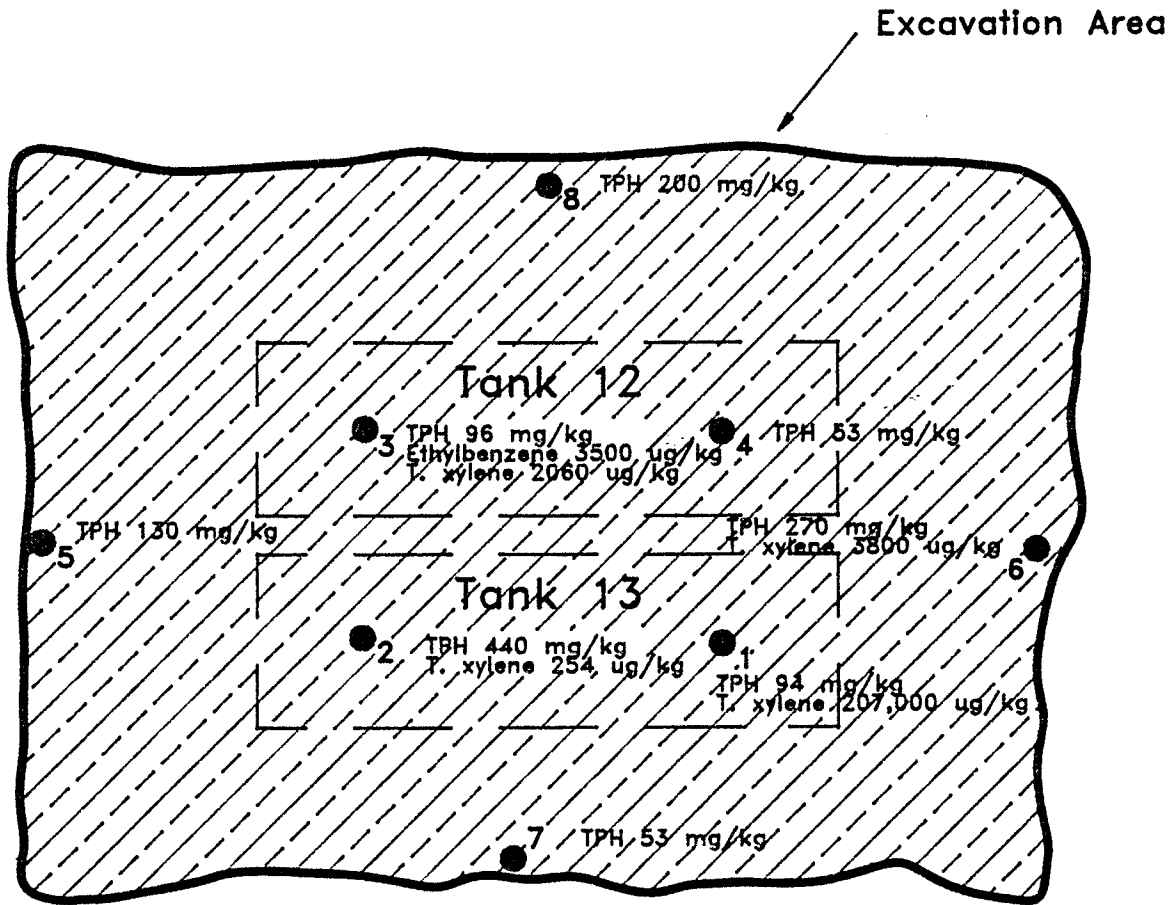 Excavation Area
8 TPH 200 mg/kg
Tank 12
3 TPH 96 mg/kg
Ethylbenzene 3500 ug/kg
T. xylene 2060 ug/kg
4 TPH 53 mg/kg
5 TPH 130 mg/kg
TPH 270 mg/kg
T. xylene 3800 ug/kg
6
Tank 13
2 TPH 440 mg/kg
T. xylene 254 ug/kg
1
TPH 94 mg/kg
T. xylene 207,000 ug/kg
7 TPH 53 mg/kg